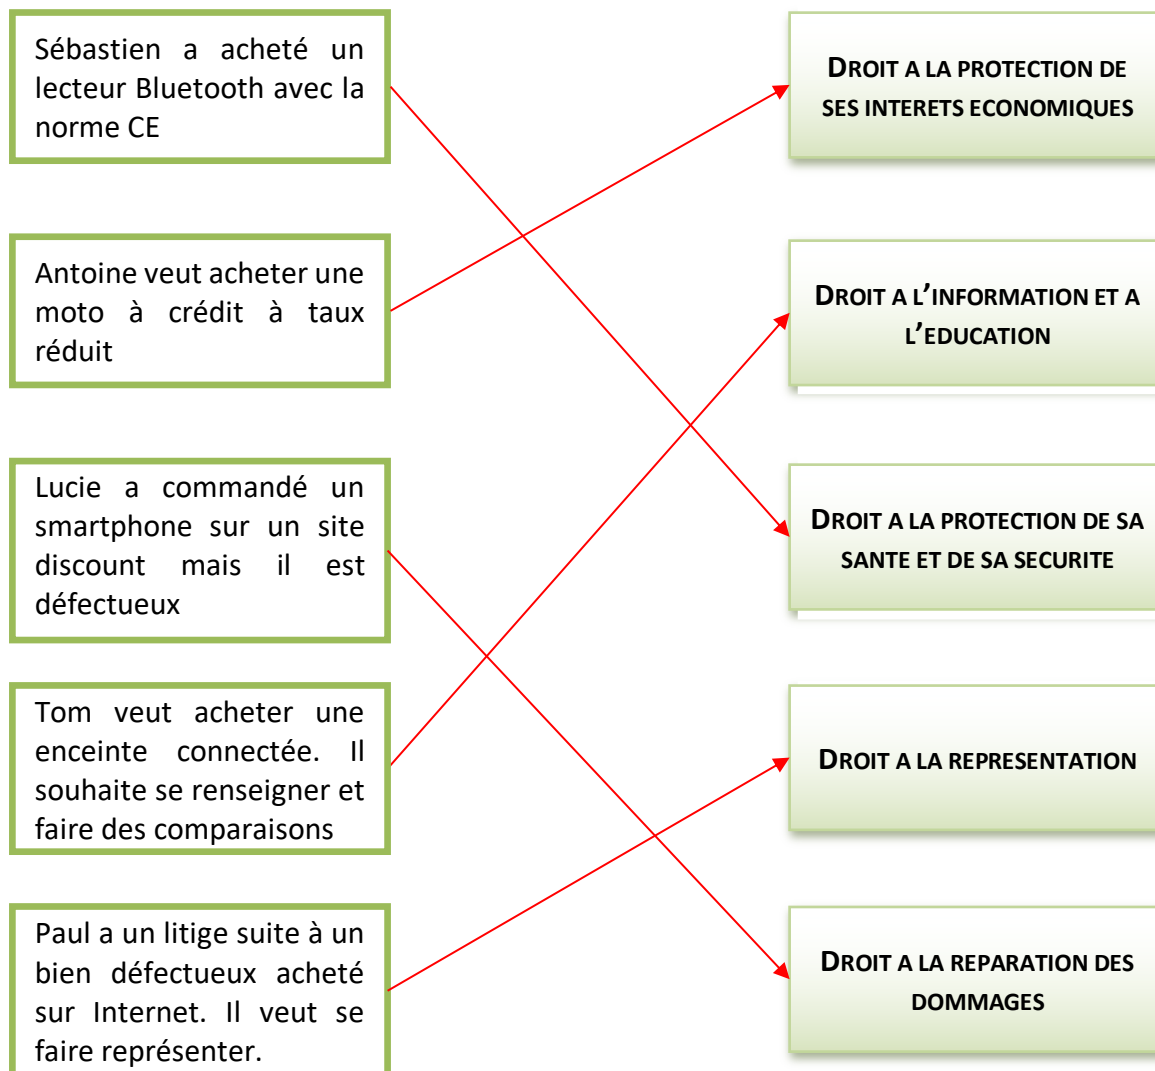 Sébastien a acheté un
lecteur Bluetooth avec la
norme CE
DROIT A LA PROTECTION DE
SES INTERETS ECONOMIQUES
Antoine veut acheter une
moto à crédit à taux
réduit
DROIT A L'INFORMATION ET A
L'EDUCATION
Lucie a commandé un
smartphone sur un site
discount mais il est
défectueux
DROIT A LA PROTECTION DE SA
SANTE ET DE SA SECURITE
Tom veut acheter une
enceinte connectée. Il
souhaite se renseigner et
faire des comparaisons
DROIT A LA REPRESENTATION
Paul a un litige suite à un
bien défectueux acheté
sur Internet. Il veut se
faire représenter.
DROIT A LA REPARATION DES
DOMMAGES